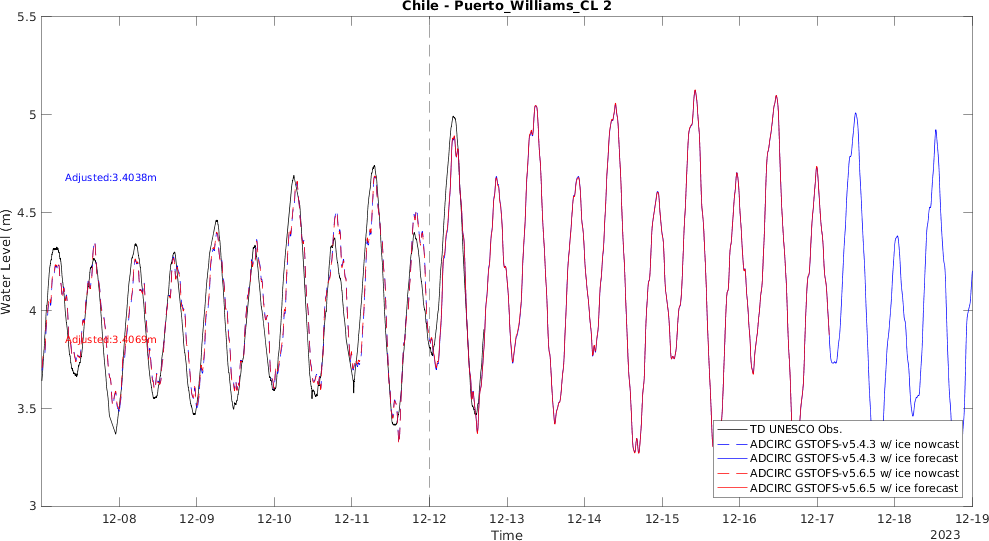 Chile - Puerto_Williams_CL 2
5.5
5
4.5
4
3.5
3
Water Level (m)
Adjusted:3.4038m
Adjusted:3.4069m
TD UNESCO Obs.
ADCIRC GSTOFS-v5.4.3 w/ ice nowcast
ADCIRC GSTOFS-v5.4.3 w/ ice forecast
ADCIRC GSTOFS-v5.6.5 w/ ice nowcast
ADCIRC GSTOFS-v5.6.5 w/ ice forecast
12-08 12-09 12-10 12-11 12-12 12-13 12-14 12-15 12-16 12-17 12-18 12-19
Time
2023